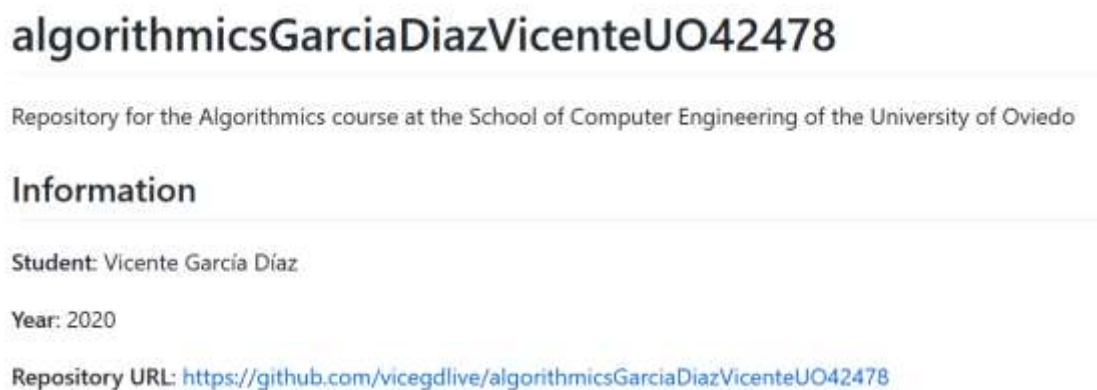 algorithmicsGarciaDiazVicenteUO42478
Repository for the Algorithmics course at the School of Computer Engineering of the University of Oviedo
Information
Student: Vicente García Díaz
Year: 2020
Repository URL: https://github.com/vicegdlive/algorithmicsGarciaDiazVicenteUO42478